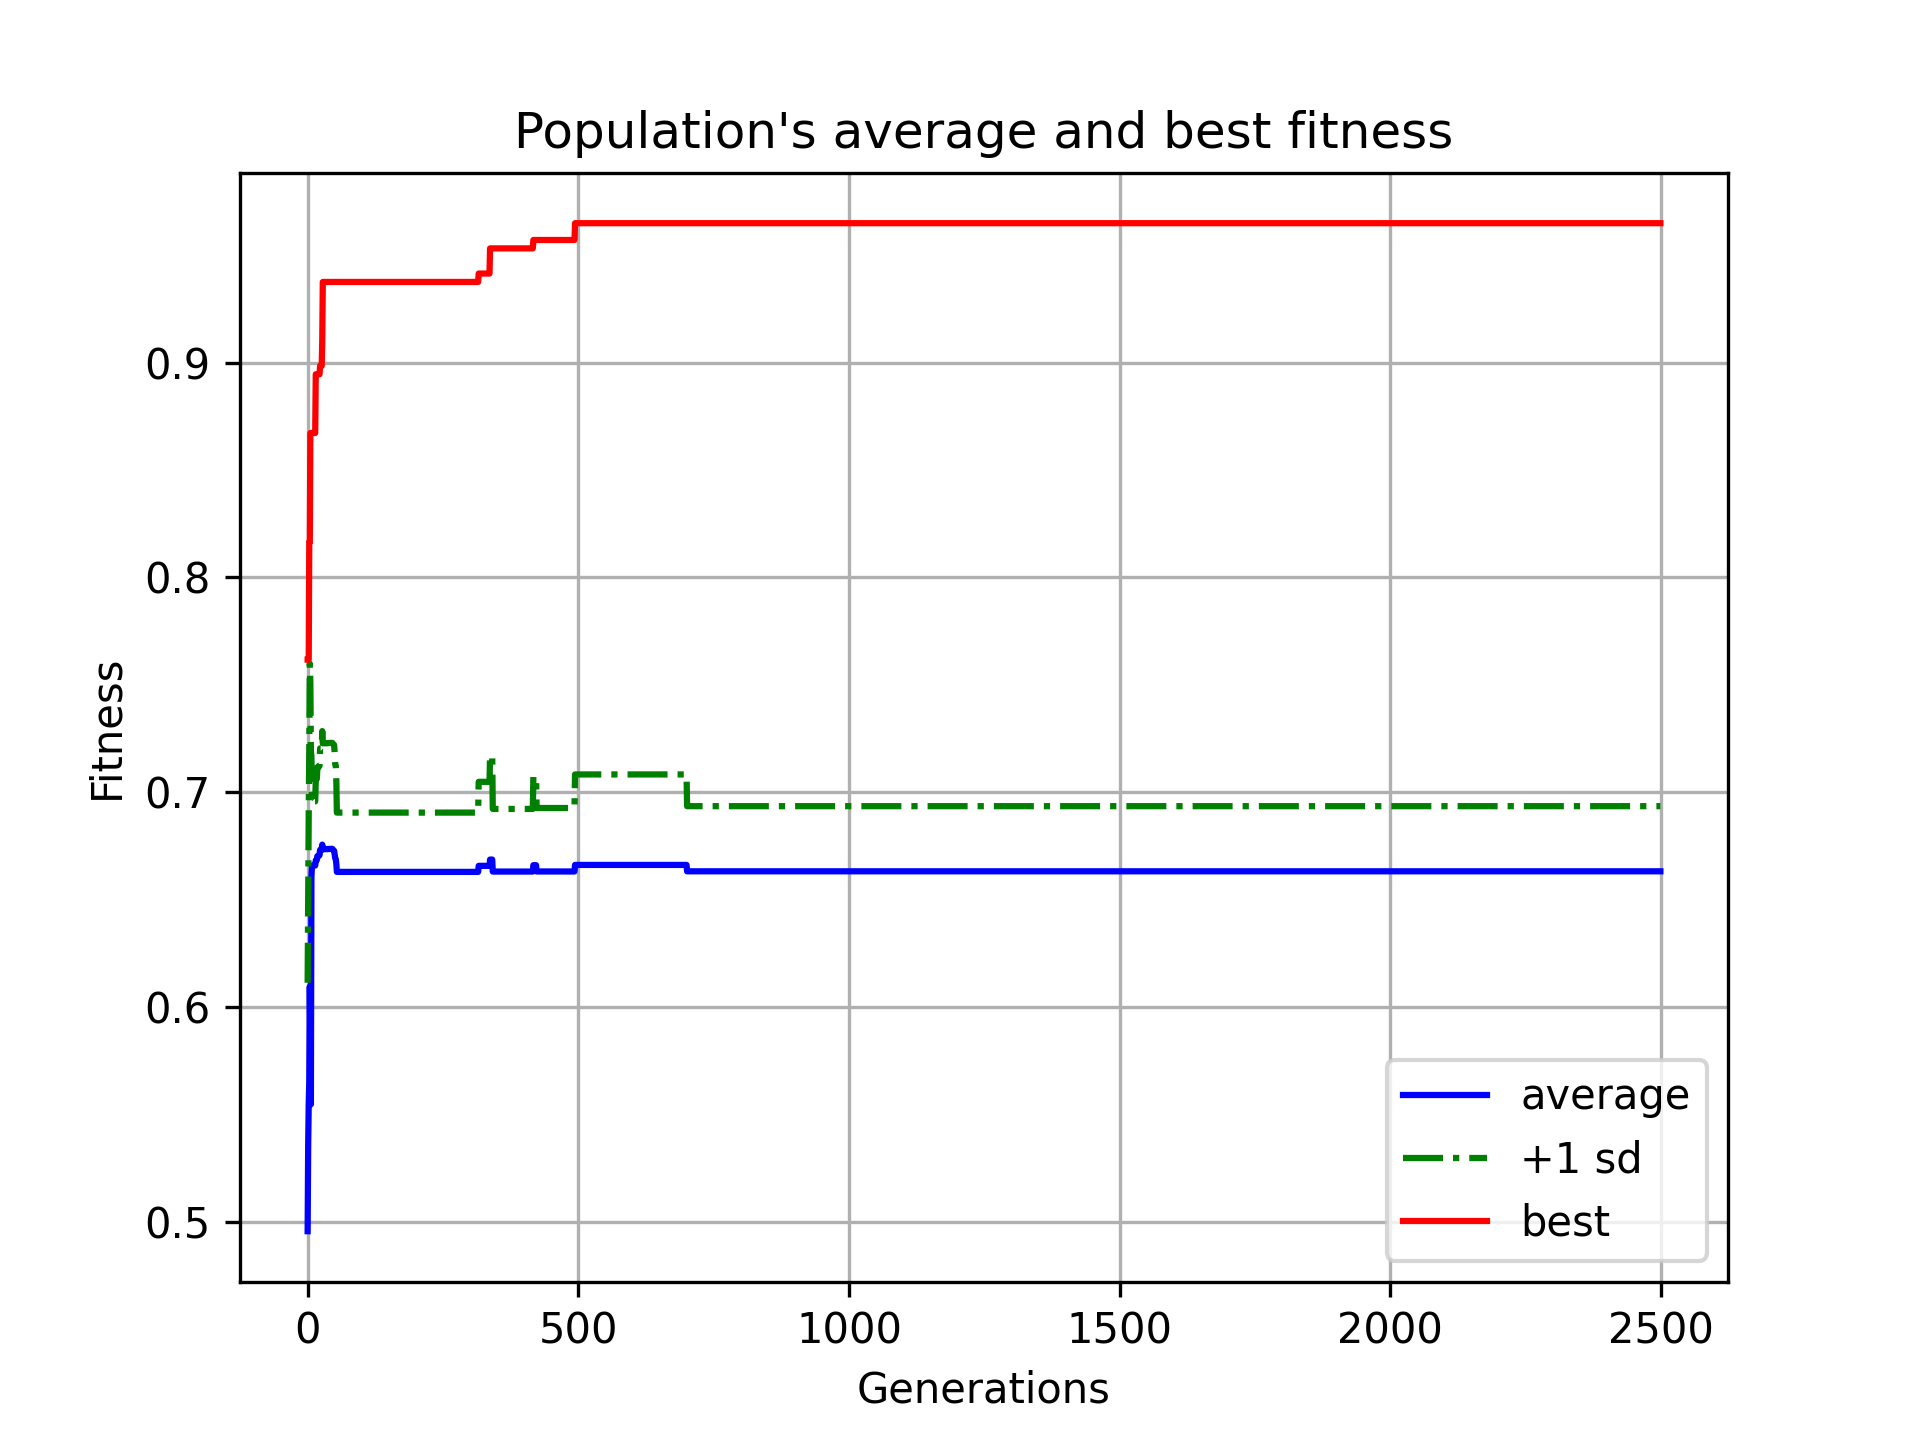 Population's average and best fitness
Fitness
0.9
0.8
0.7
0.6
0.5
0 500 1000 1500 2000 2500
Generations
average
+1 sd
best